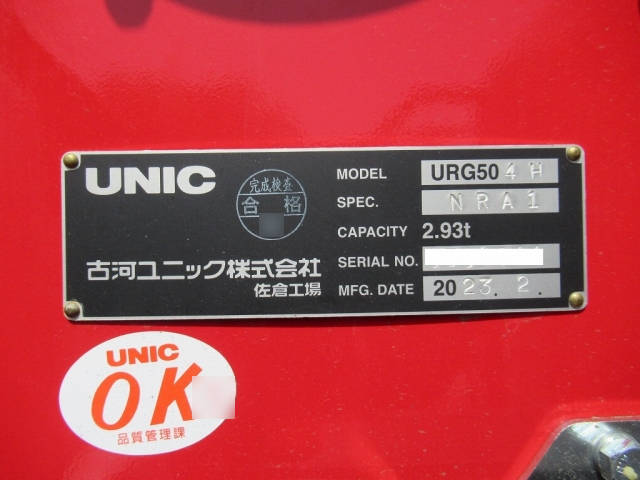 UNIC
完成検査
合格
古河ユニック株式会社
佐倉工場
MODEL URG504H
SPEC. NRA1
CAPACITY 2.93t
SERIAL NO.
MFG. DATE 2023.2.
UNIC
OK
品質管理課